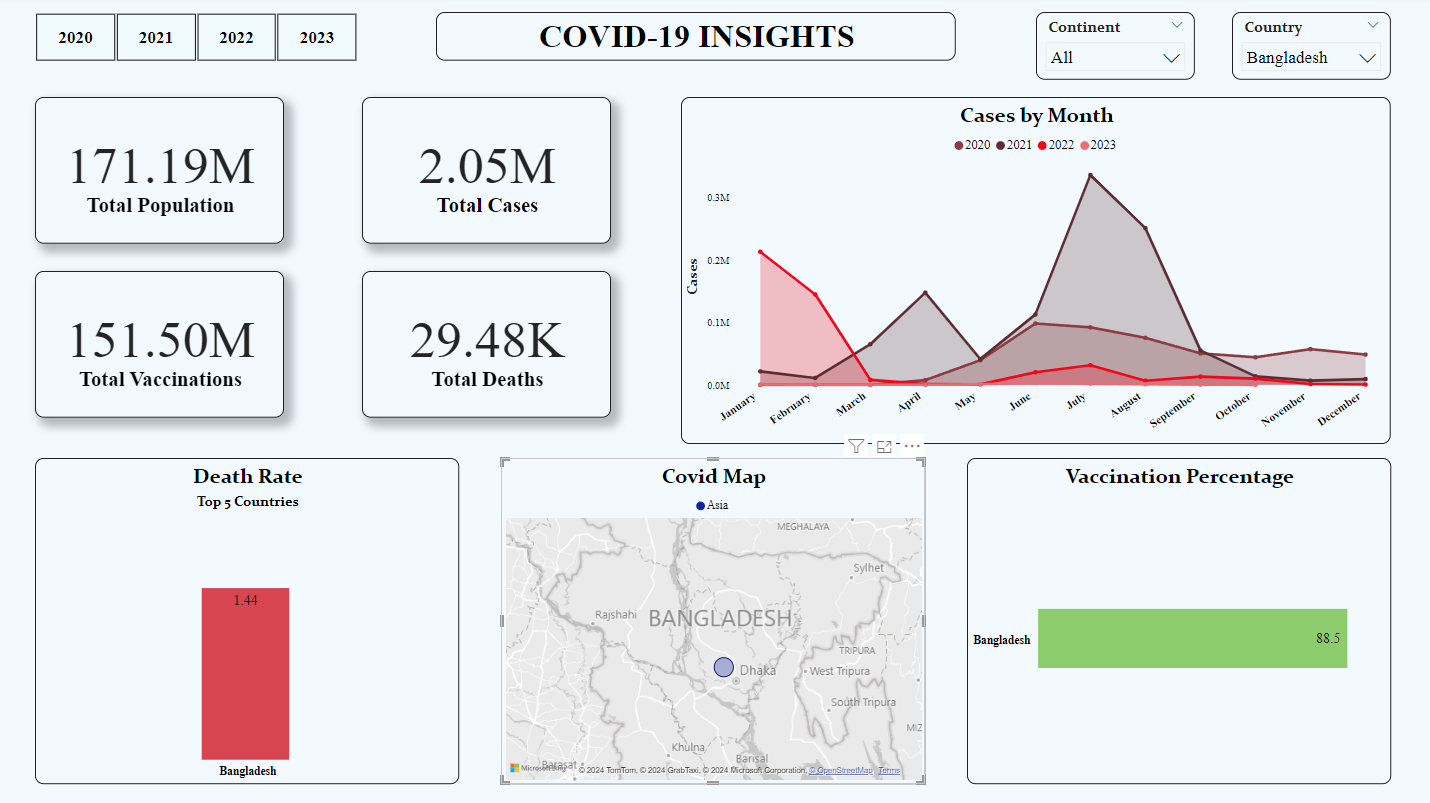 2020 2021 2022 2023
COVID-19 INSIGHTS
Continent
All
Country
Bangladesh
171.19M
Total Population
2.05M
Total Cases
151.50M
Total Vaccinations
29.48K
Total Deaths
Cases by Month
2020 2021 2022 2023
Cases
0.3M
0.2M
0.1M
0.0M
January February March April May June July August September October November December
Death Rate
Top 5 Countries
1.44
Bangladesh
Covid Map
Asia
MEGHALAYA
Sylhet
Rajshahi
BANGLADESH
TRIPURA
Dhaka
West Tripura
South Tripura
MIZ
Khulna
Barisal
Barasat
Microsoft
© 2024 TomTom, © 2024 GrabTaxi, © 2024 Microsoft Corporation, © OpenStreetMap Terms
Vaccination Percentage
Bangladesh
88.5